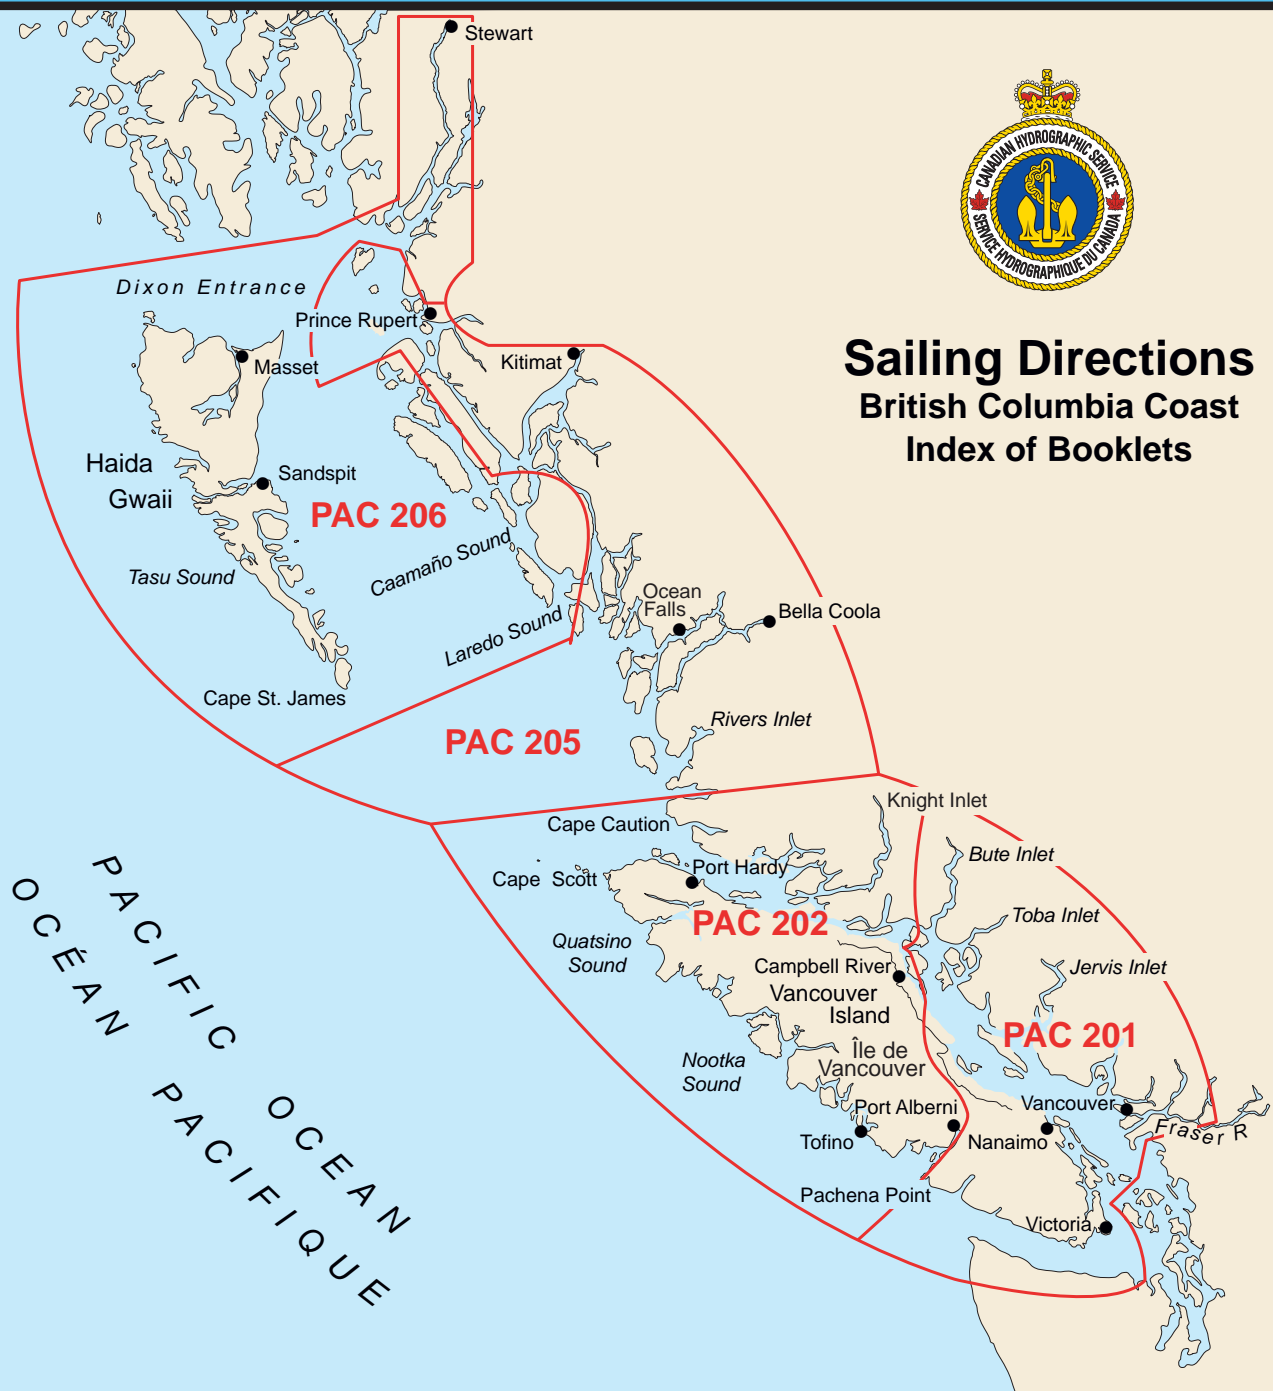 Stewart
CANADIAN HYDROGRAPHIC SERVICE
SERVICE HYDROGRAPHIQUE DU CANADA
Sailing Directions
British Columbia Coast
Index of Booklets
Dixon Entrance
Prince Rupert
Masset
Kitimat
Haida
Gwaii
Sandspit
PAC 206
Tasu Sound
Caamaño Sound
Ocean
Falls
Bella Coola
Laredo Sound
Cape St. James
PAC 205
Rivers Inlet
Knight Inlet
Cape Caution
Bute Inlet
Port Hardy
Cape Scott
PAC 202
Toba Inlet
Quatsino
Sound
Campbell River
Jervis Inlet
Vancouver
Island
PAC 201
Île de
Vancouver
Nootka
Sound
Port Alberni
Vancouver
Tofino
Nanaimo
Fraser R
Pachena Point
Victoria
PACIFIC OCEAN
OCÉAN PACIFIQUE